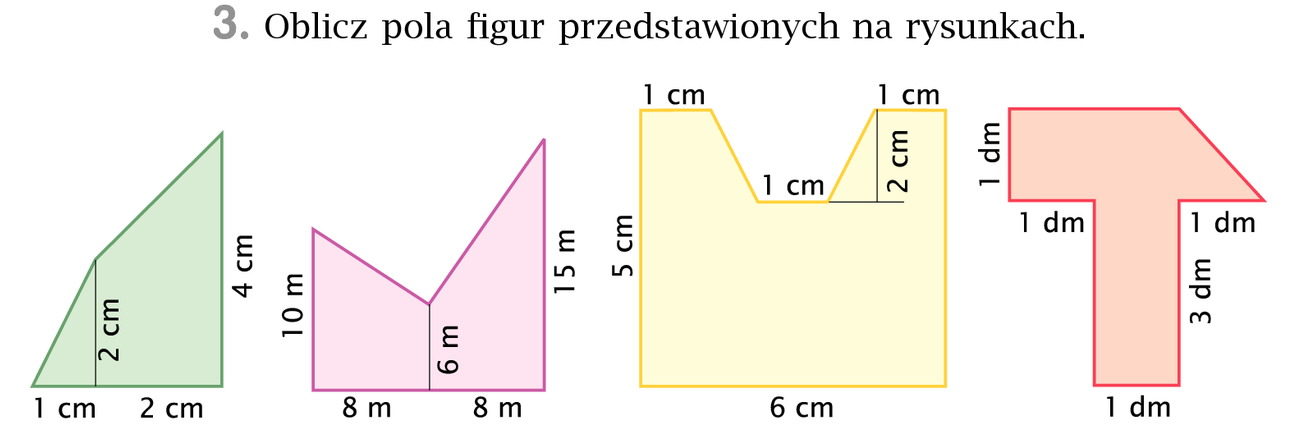 3. Oblicz pola figur przedstawionych na rysunkach.
2 cm
4 cm
1 cm 2 cm
10 m
6 m
15 m
8 m 8 m
1 cm 1 cm
1 cm
2 cm
5 cm
6 cm
1 dm
1 dm 1 dm
3 dm
1 dm